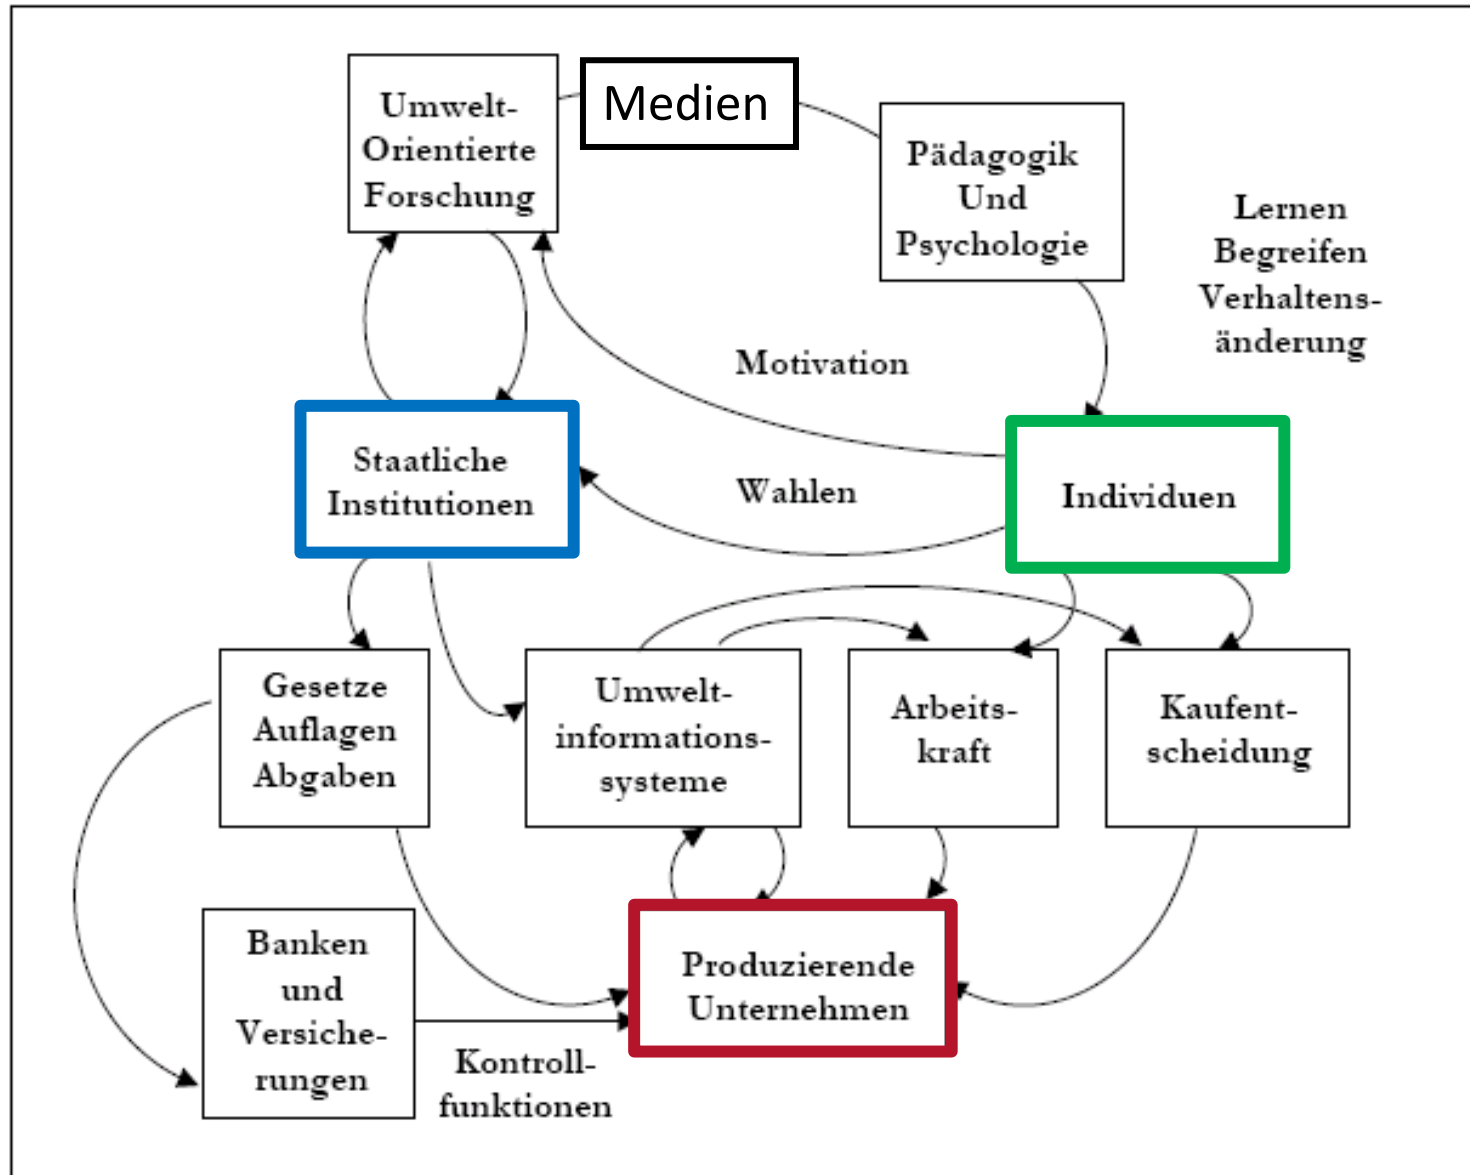 Umwelt-
Orientierte
Forschung
Medien
Pädagogik
Und
Psychologie
Lernen
Begreifen
Verhaltens-
änderung
Motivation
Staatliche
Institutionen
Wahlen
Individuen
Gesetze
Auflagen
Abgaben
Umwelt-
informations-
systeme
Arbeits-
kraft
Kaufent-
scheidung
Banken
und
Versiche-
rungen
Kontroll-
funktionen
Produzierende
Unternehmen